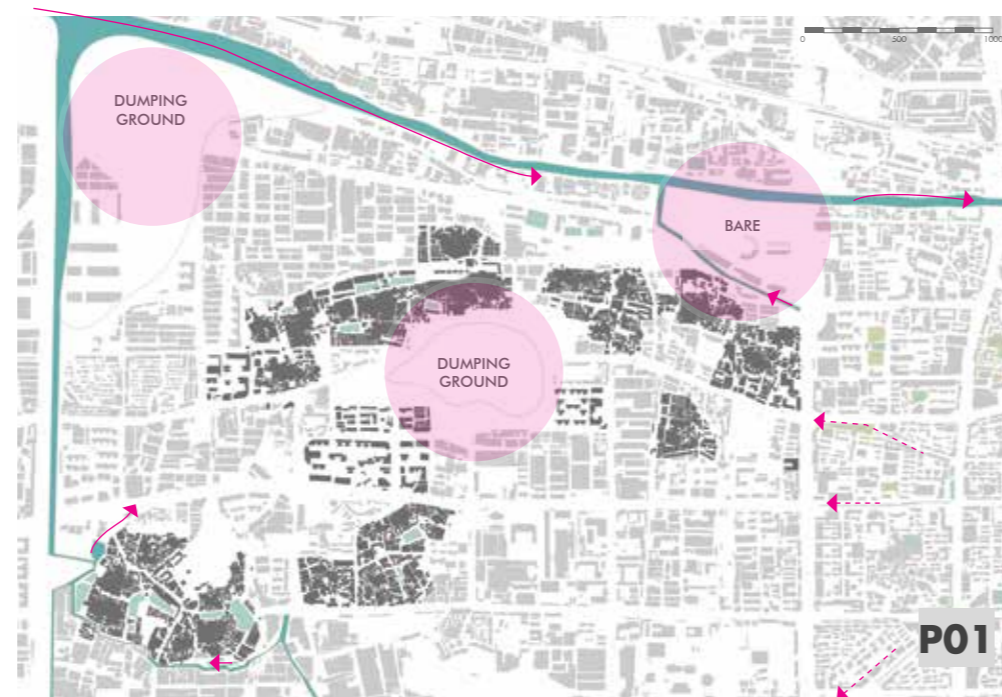 0 500 1000
DUMPING
GROUND
BARE
DUMPING
GROUND
P01